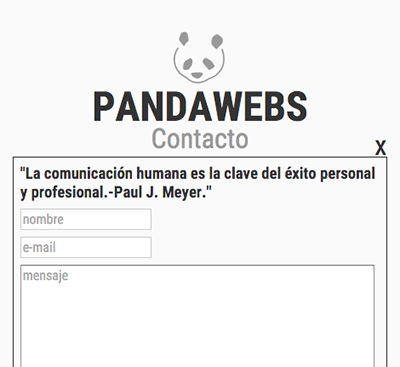 PANDAWEBS
Contacto
X
"La comunicación humana es la clave del éxito personal
y profesional.-Paul J. Meyer."
nombre
e-mail
mensaje